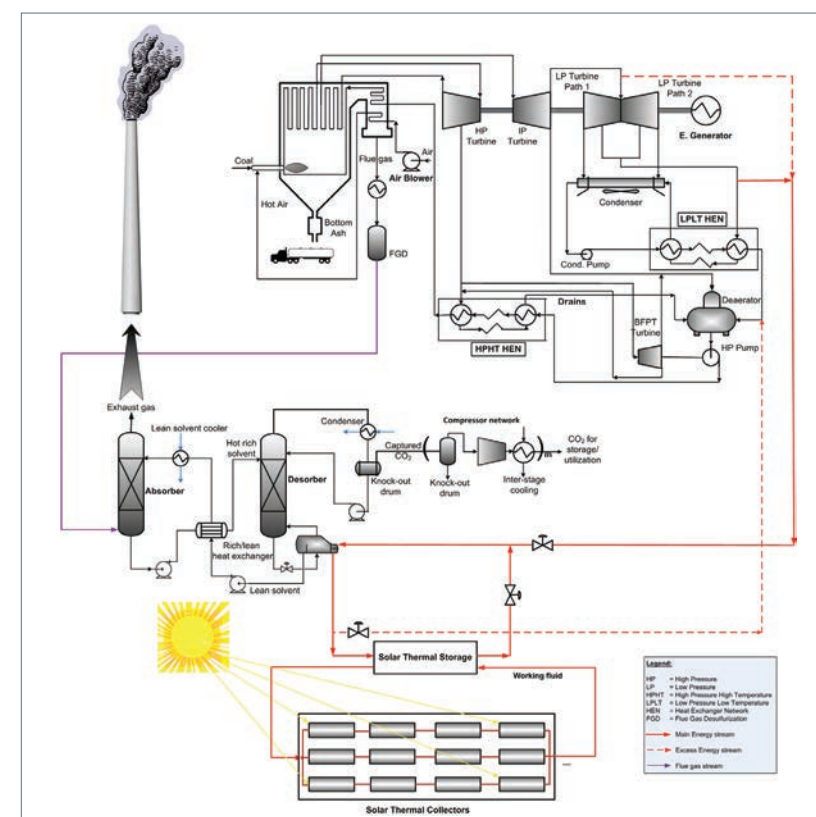 LP Turbine
Path 1
LP Turbine
Path 2
HP
Turbine
IP
Turbine
E. Generator
Coal
Flue gas
Air
Air Blower
Hot Air
Bottom
Ash
FGD
Condenser
LPLT HEN
Cond. Pump
Drains
Deaerator
BFPT
Turbine
HP Pump
HPHT HEN
Exhaust gas
Lean solvent cooler
Hot rich
solvent
Absorber
Desorber
Condenser
Captured
CO2
Knock-out
drum
Compressor network
Knock-out
drum
Inter-stage
cooling
m
CO2 for
storage/
utilization
Rich/lean
heat exchanger
Lean solvent
Solar Thermal Storage
Working fluid
Solar Thermal Collectors
Legend:
HP = High Pressure
LP = Low Pressure
HPHT = High Pressure High Temperature
LPLT = Low Pressure Low Temperature
HEN = Heat Exchanger Network
FGD = Flue Gas Desulfurization
Main Energy stream
Excess Energy stream
Flue gas stream